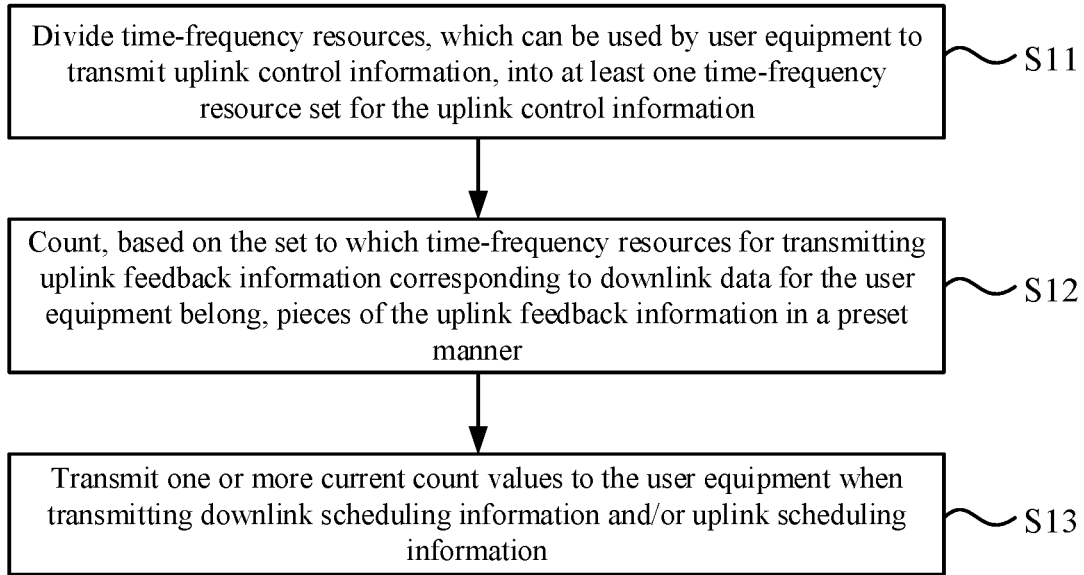 Divide time-frequency resources, which can be used by user equipment to
transmit uplink control information, into at least one time-frequency
resource set for the uplink control information
S11
Count, based on the set to which time-frequency resources for transmitting
uplink feedback information corresponding to downlink data for the user
equipment belong, pieces of the uplink feedback information in a preset
manner
S12
Transmit one or more current count values to the user equipment when
transmitting downlink scheduling information and/or uplink scheduling
information
S13